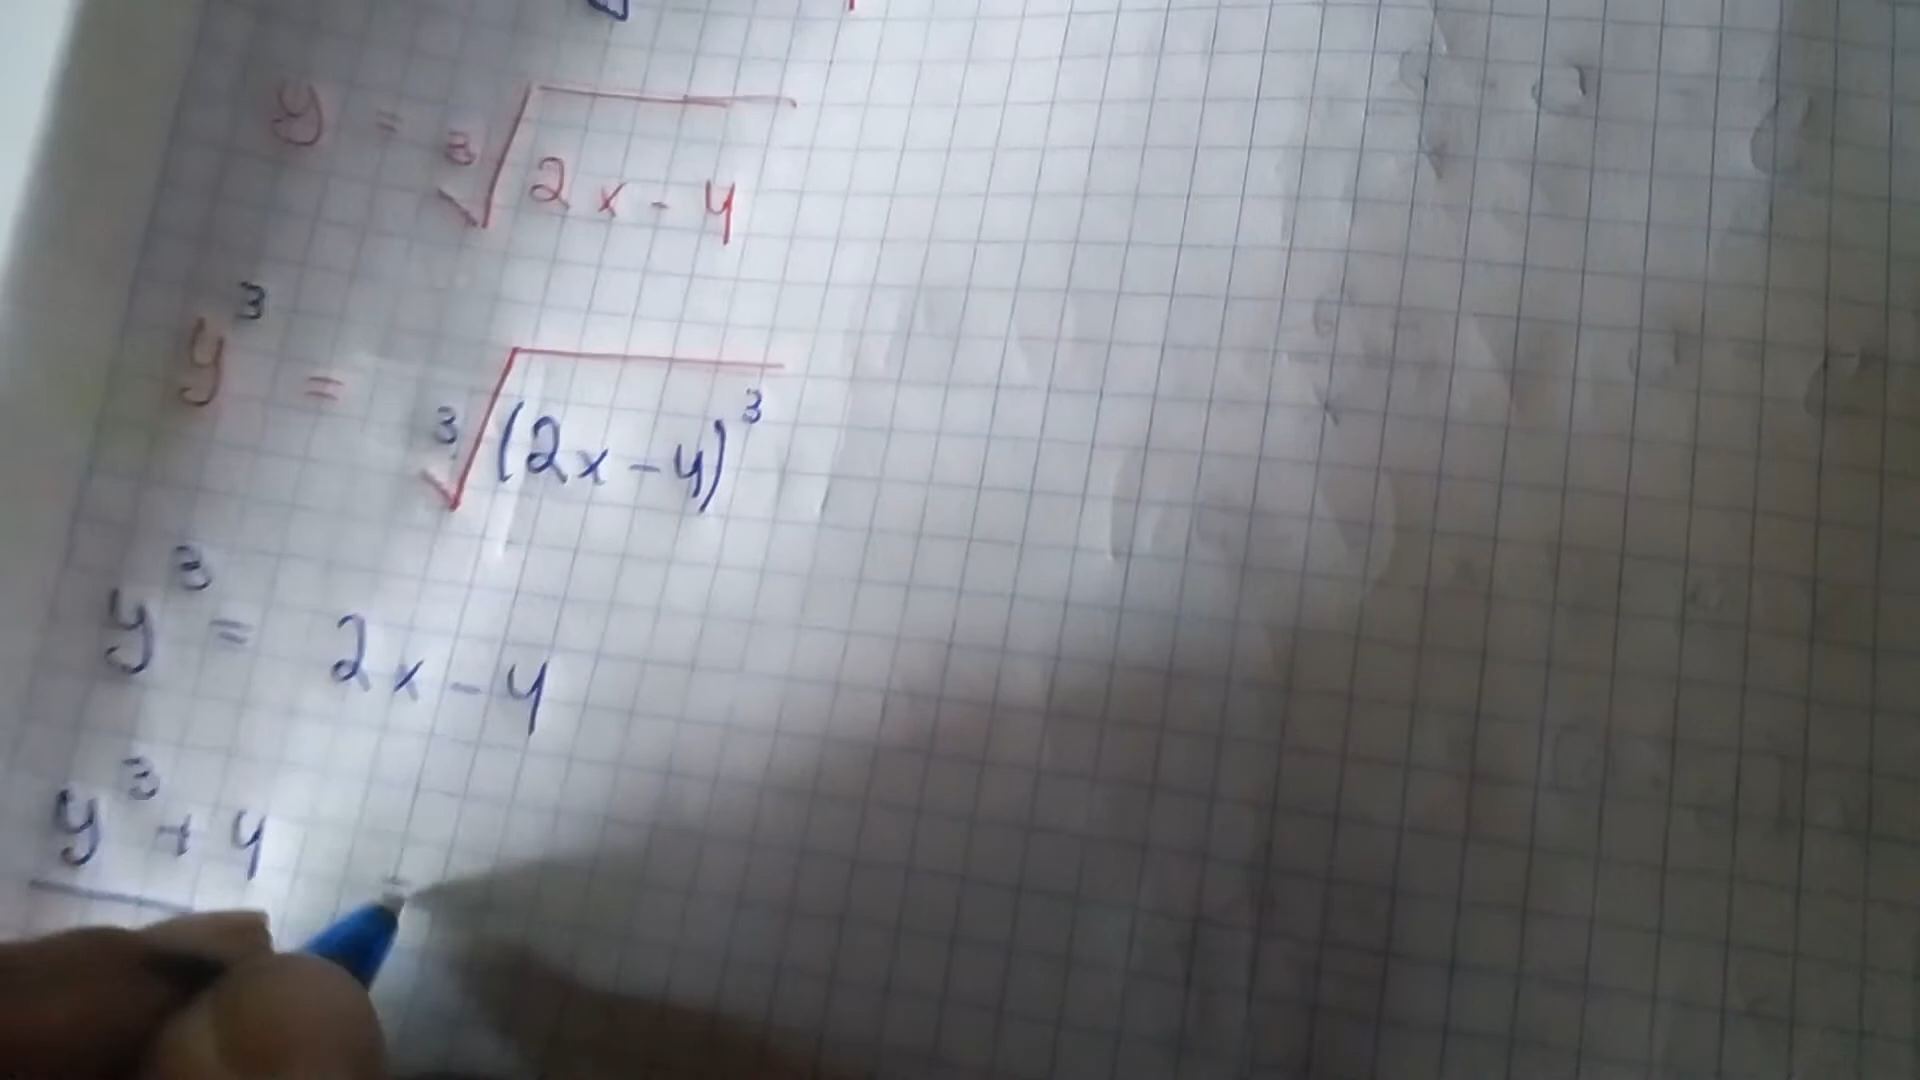 y = ∛(2x - 4)
y³ = ∛((2x - 4)³)
y³ = 2x - 4
y³ + 4